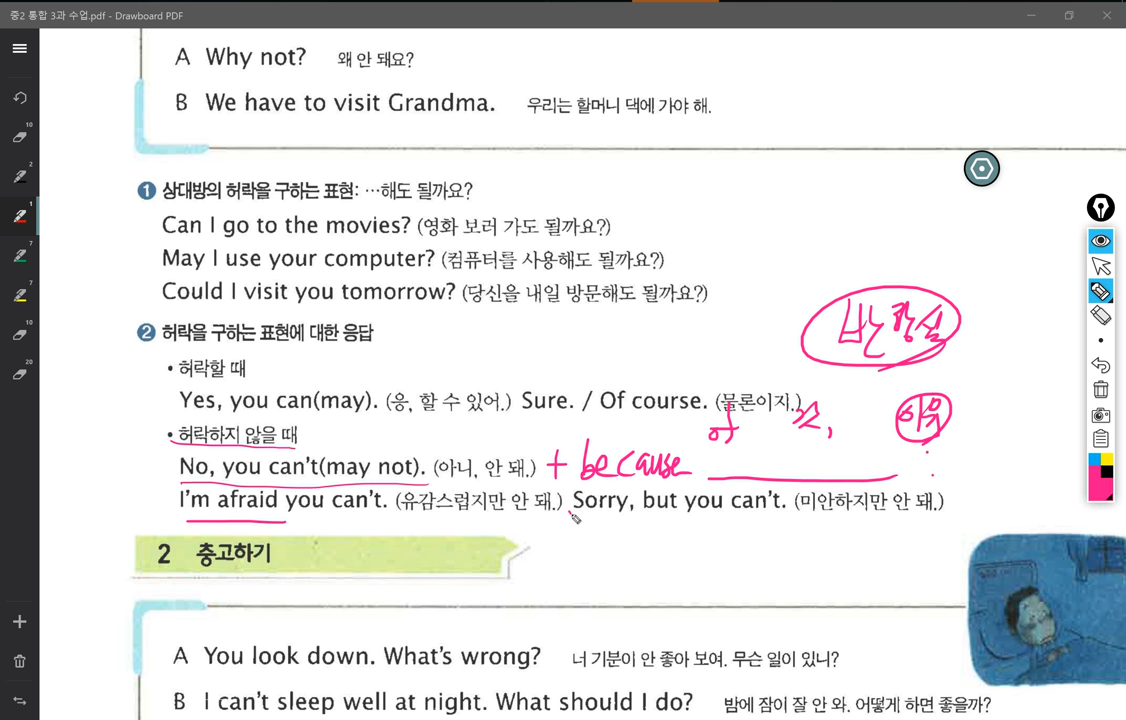 중2 통합 3과 수업.pdf - Drawboard PDF
A Why not? 왜 안 돼요?
B We have to visit Grandma. 우리는 할머니 댁에 가야 해.
1 상대방의 허락을 구하는 표현: …해도 될까요?
Can I go to the movies? (영화 보러 가도 될까요?)
May I use your computer? (컴퓨터를 사용해도 될까요?)
Could I visit you tomorrow? (당신을 내일 방문해도 될까요?)
2 허락을 구하는 표현에 대한 응답
• 허락할 때
Yes, you can(may). (응, 할 수 있어.) Sure. / Of course. (물론이지.)
이유
• 허락하지 않을 때
No, you can't(may not). (아니, 안 돼.) + because
I'm afraid you can't. (유감스럽지만 안 돼.) Sorry, but you can't. (미안하지만 안 돼.)
2 충고하기
A You look down. What's wrong? 너 기분이 안 좋아 보여. 무슨 일이 있니?
B I can't sleep well at night. What should I do? 밤에 잠이 잘 안 와. 어떻게 하면 좋을까?
10
2
1
7
7
10
20